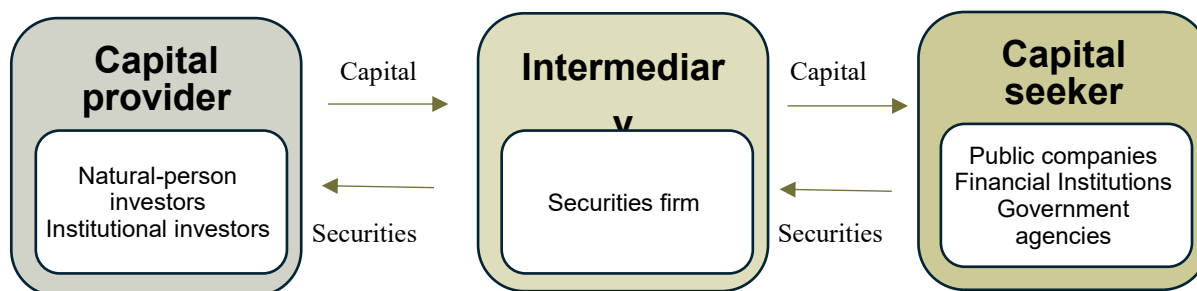 Capital
provider
Natural-person
investors
Institutional investors
Capital
Securities
Intermediar
y
Securities firm
Capital
Securities
Capital
seeker
Public companies
Financial Institutions
Government
agencies